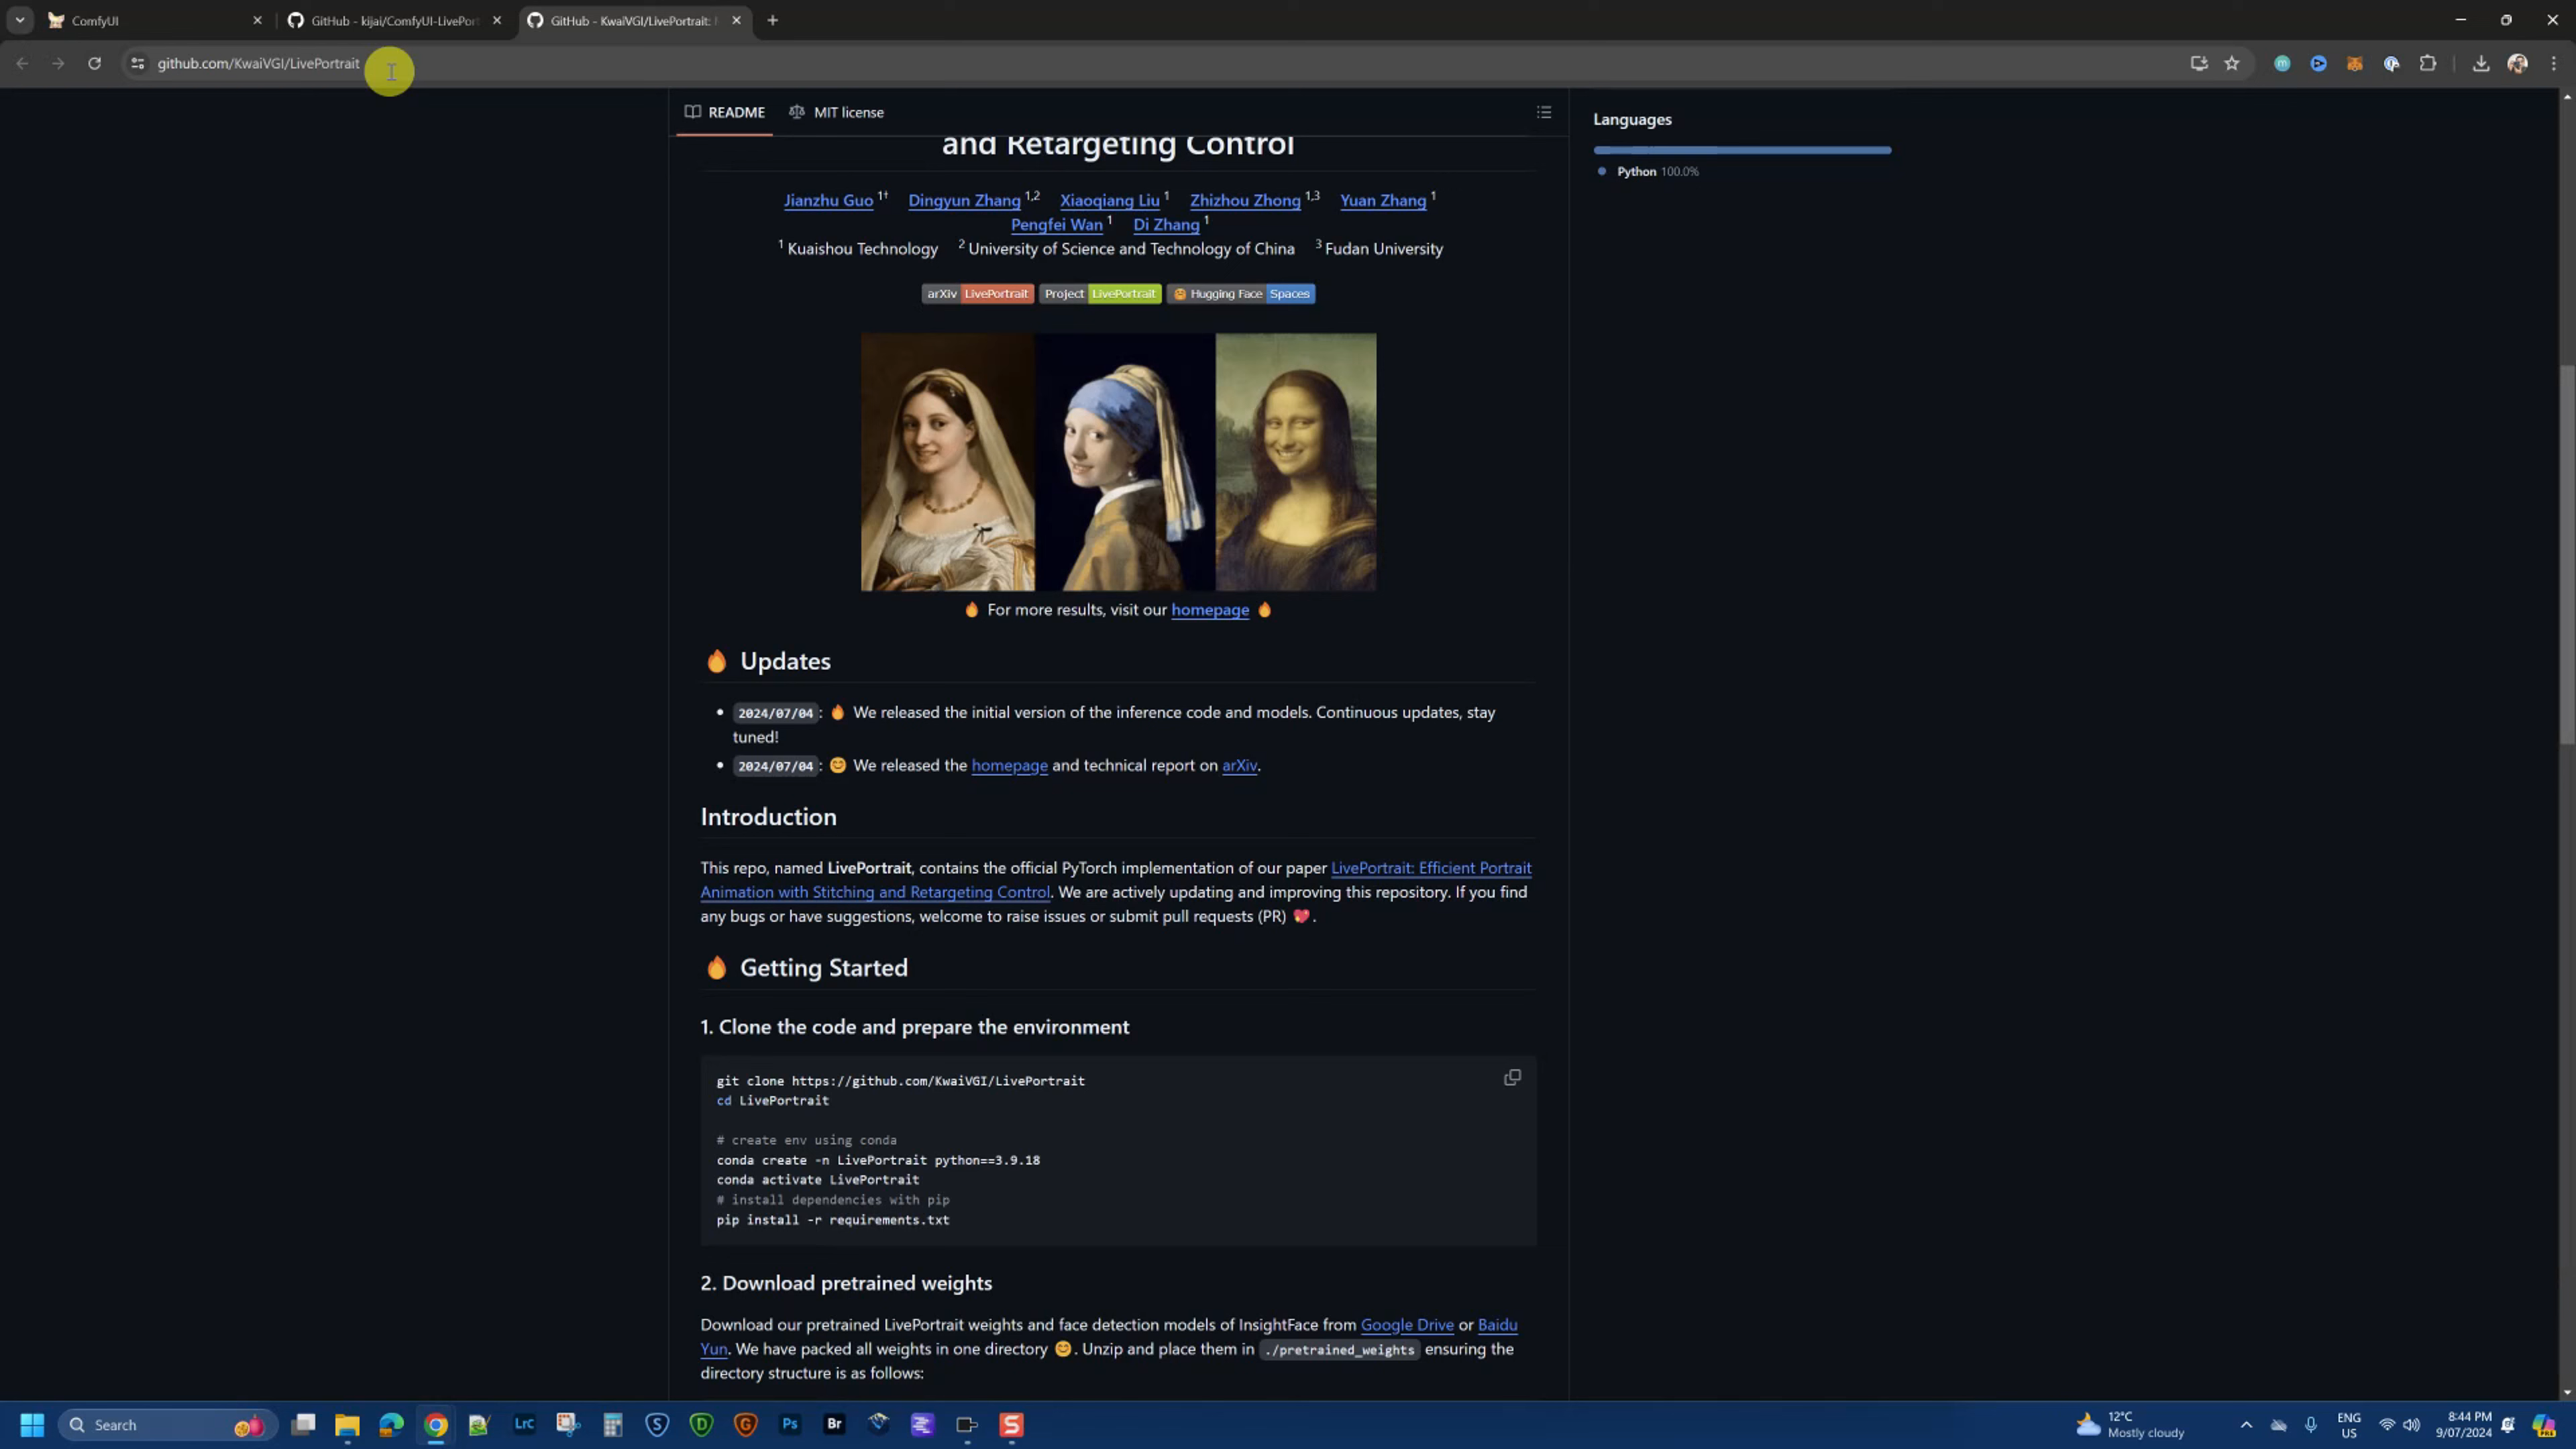 ComfyUI
GitHub - kijai/ComfyUI-LivePort
GitHub - KwaiVGI/LivePortrait:
github.com/KwaiVGI/LivePortrait
README
MIT license
and Retargeting Control
Jianzhu Guo 1† Dingyun Zhang 1,2 Xiaoqiang Liu 1 Zhizhou Zhong 1,3 Yuan Zhang 1
Pengfei Wan 1 Di Zhang 1
1 Kuaishou Technology 2 University of Science and Technology of China 3 Fudan University
arXiv LivePortrait Project LivePortrait 🤗 Hugging Face Spaces
🔥 For more results, visit our homepage 🔥
🔥 Updates
• 2024/07/04: 🔥 We released the initial version of the inference code and models. Continuous updates, stay
tuned!
• 2024/07/04: 😊 We released the homepage and technical report on arXiv.
Introduction
This repo, named LivePortrait, contains the official PyTorch implementation of our paper LivePortrait: Efficient Portrait
Animation with Stitching and Retargeting Control. We are actively updating and improving this repository. If you find
any bugs or have suggestions, welcome to raise issues or submit pull requests (PR) 💖.
🔥 Getting Started
1. Clone the code and prepare the environment
git clone https://github.com/KwaiVGI/LivePortrait
cd LivePortrait
# create env using conda
conda create -n LivePortrait python==3.9.18
conda activate LivePortrait
# install dependencies with pip
pip install -r requirements.txt
2. Download pretrained weights
Download our pretrained LivePortrait weights and face detection models of InsightFace from Google Drive or Baidu
Yun. We have packed all weights in one directory 😊. Unzip and place them in ./pretrained_weights ensuring the
directory structure is as follows:
Languages
Python 100.0%
Search
LrC
S
D
G
Ps
Br
S
12°C
Mostly cloudy
ENG
US
8:44 PM
9/07/2024